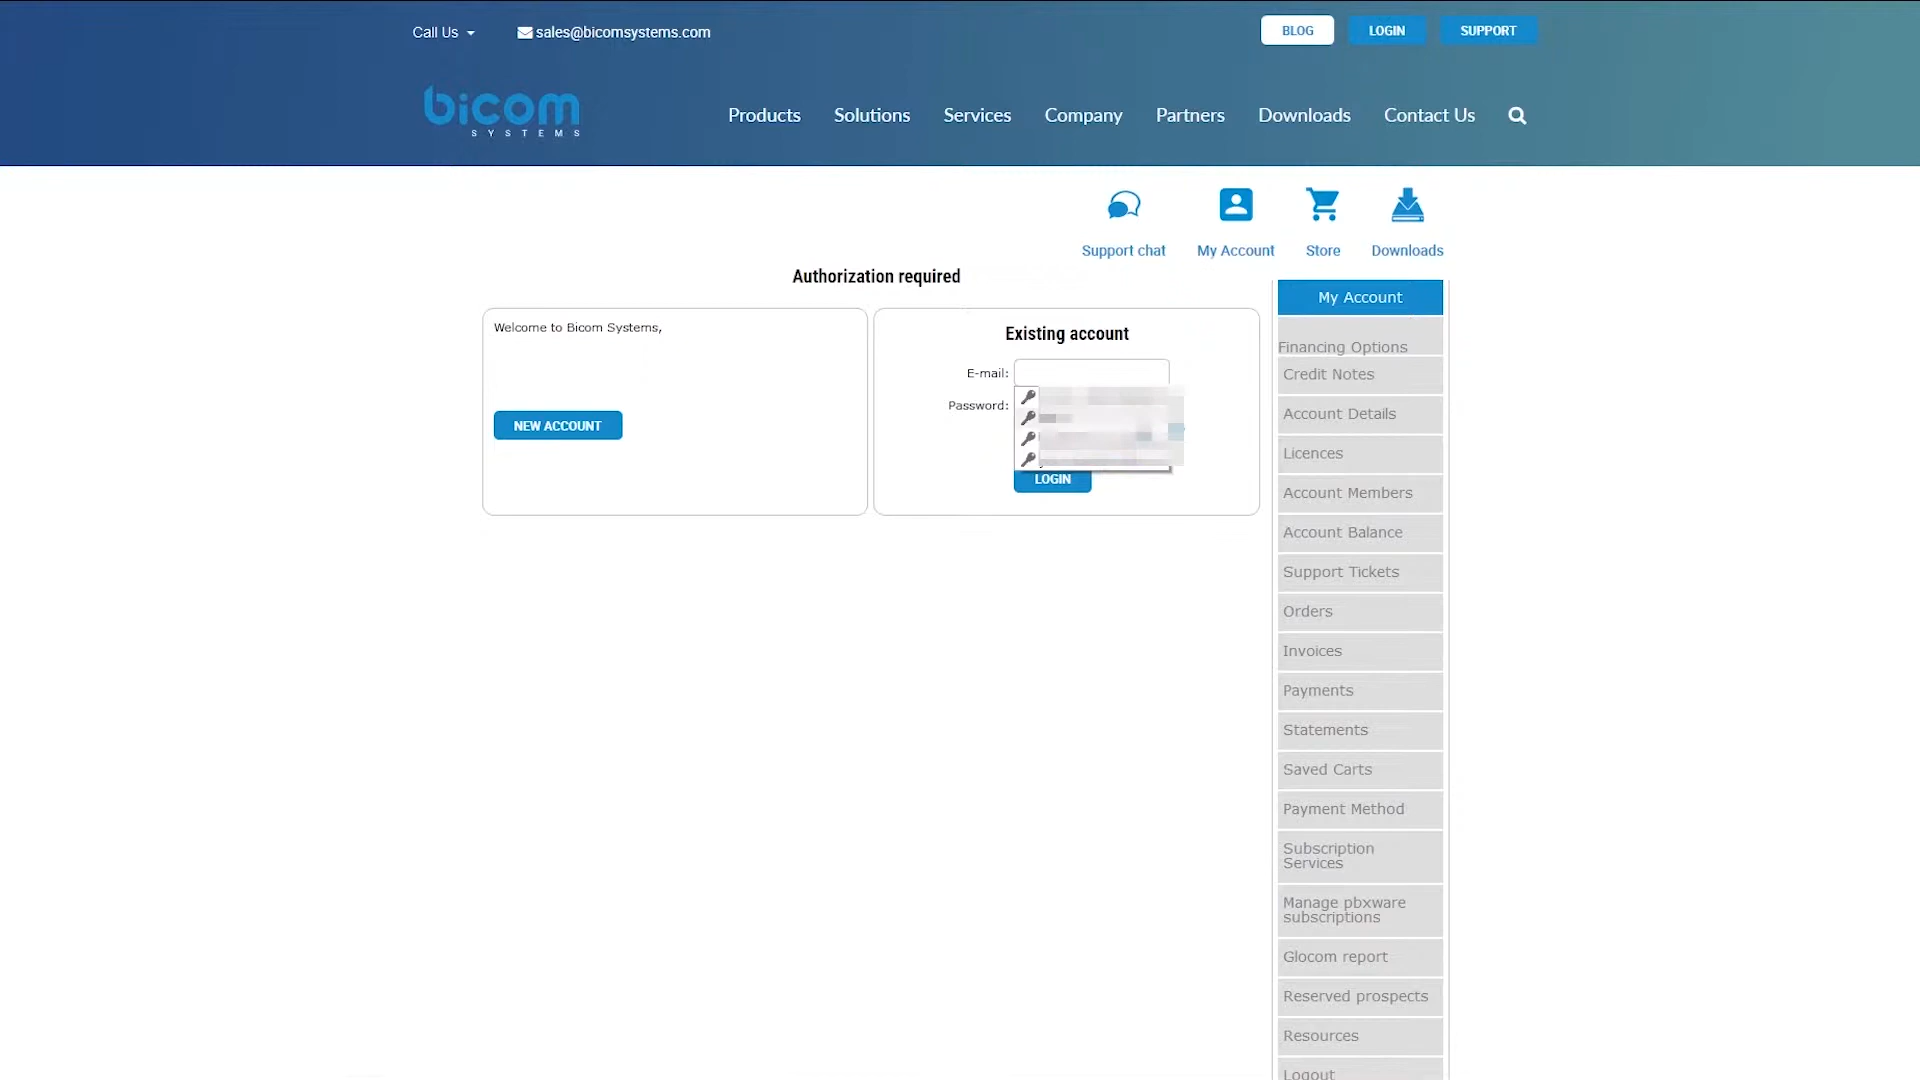 Call Us
sales@bicomsystems.com
BLOG
LOGIN
SUPPORT
bicom
SYSTEMS
Products
Solutions
Services
Company
Partners
Downloads
Contact Us
Support chat
My Account
Store
Downloads
Authorization required
Welcome to Bicom Systems,
NEW ACCOUNT
Existing account
E-mail:
Password:
LOGIN
My Account
Financing Options
Credit Notes
Account Details
Licences
Account Members
Account Balance
Support Tickets
Orders
Invoices
Payments
Statements
Saved Carts
Payment Method
Subscription
Services
Manage pbxware
subscriptions
Glocom report
Reserved prospects
Resources
Logout